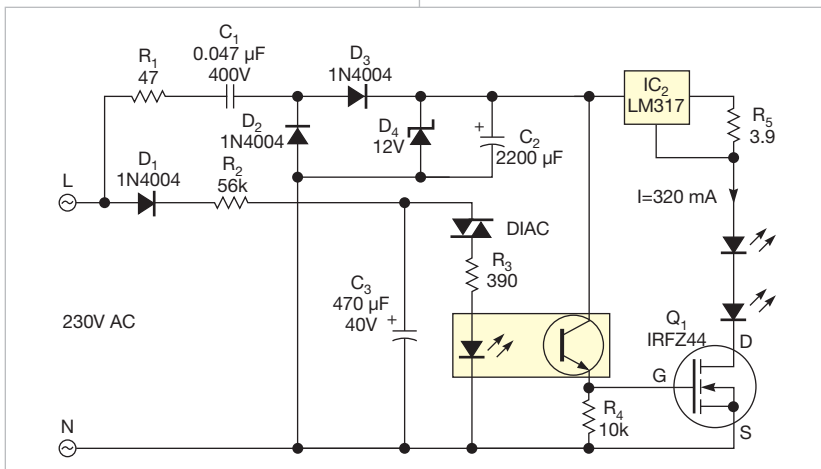 C1
0.047 µF
400V
R1
47
D3
1N4004
IC2
LM317
R5
3.9
D2
1N4004
D4
12V
+
C2
2200 µF
D1
1N4004
R2
56k
L
I=320 mA
DIAC
R3
390
C3
470 µF
40V
+
230V AC
Q1
IRFZ44
D
G
S
R4
10k
N